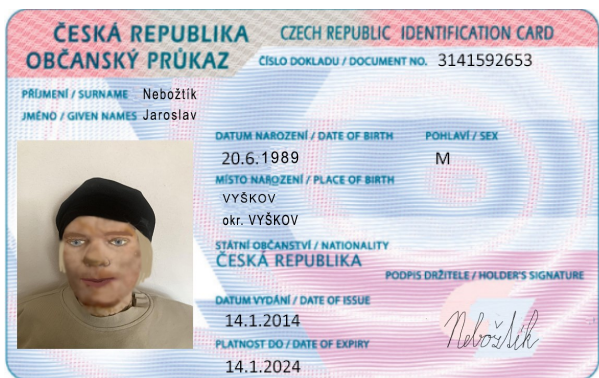 ČESKÁ REPUBLIKA CZECH REPUBLIC IDENTIFICATION CARD
OBČANSKÝ PRŮKAZ ČÍSLO DOKLADU / DOCUMENT NO. 3141592653
PŘÍJMENÍ / SURNAME Nebožtík
JMÉNO / GIVEN NAMES Jaroslav
DATUM NAROZENÍ / DATE OF BIRTH POHLAVÍ / SEX
20.6.1989 M
MÍSTO NAROZENÍ / PLACE OF BIRTH
VYŠKOV
okr. VYŠKOV
STÁTNÍ OBČANSTVÍ / NATIONALITY
ČESKÁ REPUBLIKA
PODPIS DRŽITELE / HOLDER'S SIGNATURE
DATUM VYDÁNÍ / DATE OF ISSUE
14.1.2014
Nebožtík
PLATNOST DO / DATE OF EXPIRY
14.1.2024